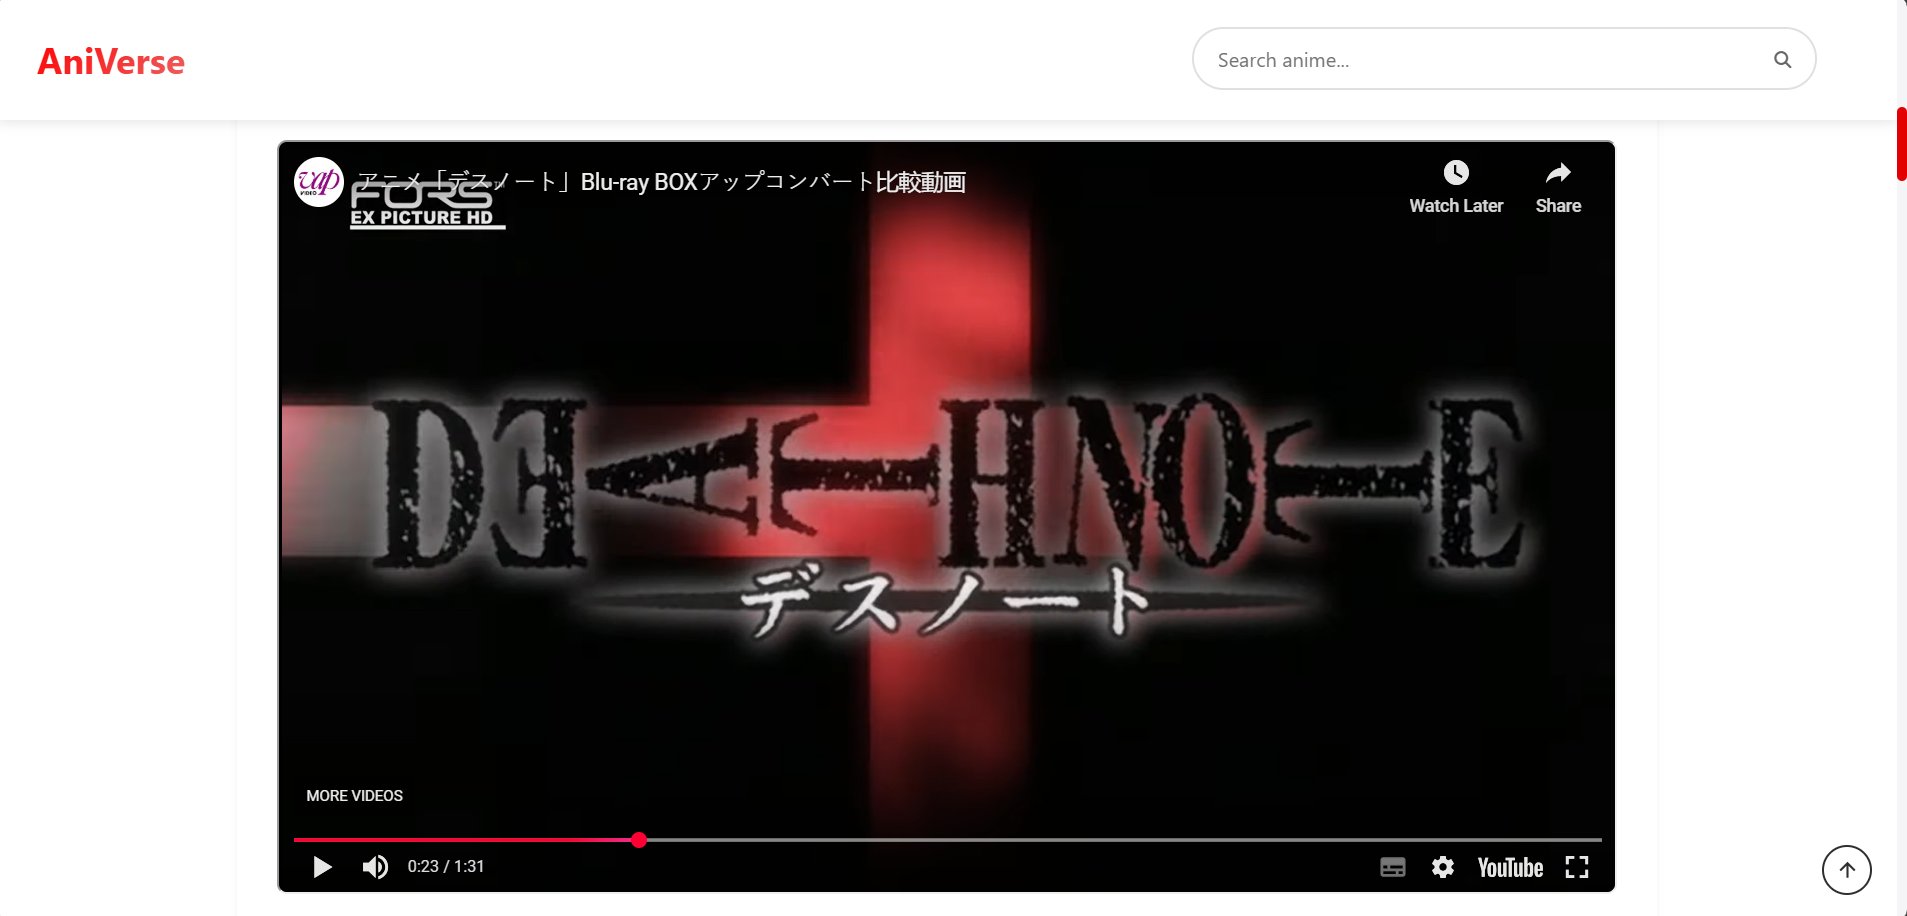 AniVerse
Search anime...
アニメ「デスノート」Blu-ray BOXアップコンバート比較動画
vap
VIDEO
FORS™
EX PICTURE HD
Watch Later
Share
DEATH NOTE
デスノート
MORE VIDEOS
0:23 / 1:31
YouTube